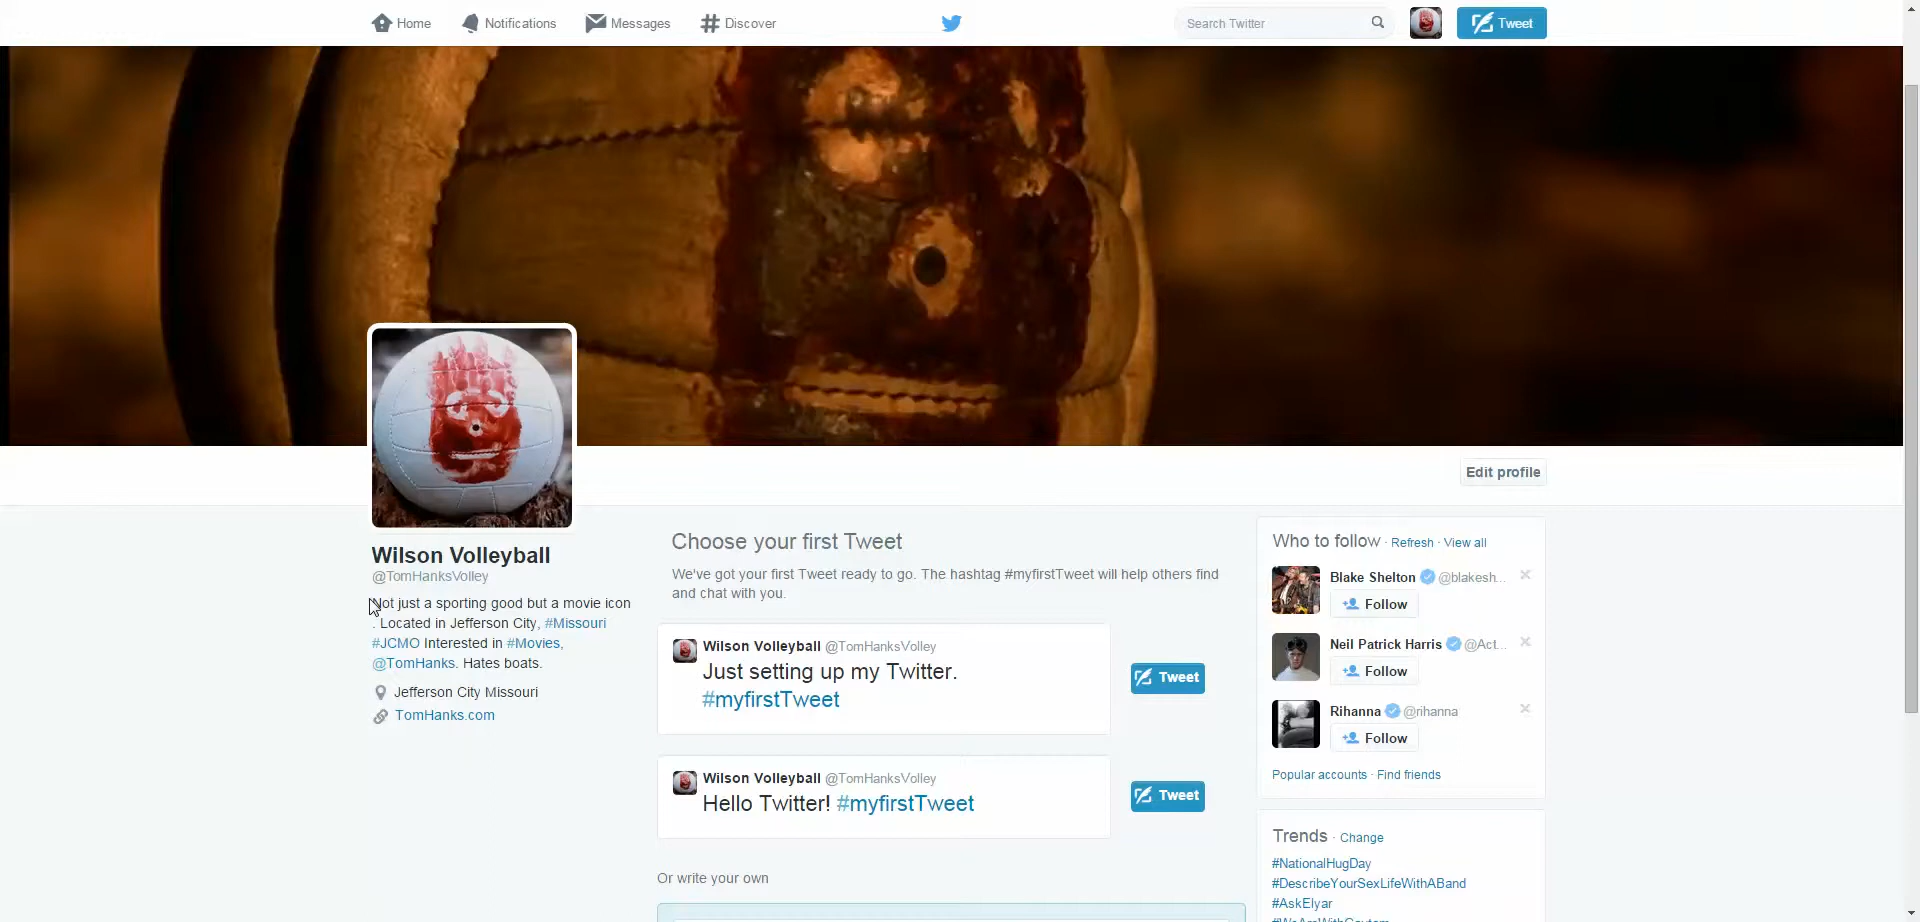 Home Notifications Messages # Discover Search Twitter Tweet
Edit profile
Wilson Volleyball
@TomHanksVolley
Not just a sporting good but a movie icon
. Located in Jefferson City, #Missouri
#JCMO Interested in #Movies,
@TomHanks. Hates boats.
Jefferson City Missouri
TomHanks.com
Choose your first Tweet
We've got your first Tweet ready to go. The hashtag #myfirstTweet will help others find
and chat with you.
Wilson Volleyball @TomHanksVolley
Just setting up my Twitter.
#myfirstTweet
Tweet
Wilson Volleyball @TomHanksVolley
Hello Twitter! #myfirstTweet
Tweet
Or write your own
Who to follow · Refresh · View all
Blake Shelton @blakesh...
Follow
Neil Patrick Harris @Act...
Follow
Rihanna @rihanna
Follow
Popular accounts · Find friends
Trends · Change
#NationalHugDay
#DescribeYourSexLifeWithABand
#AskElyar